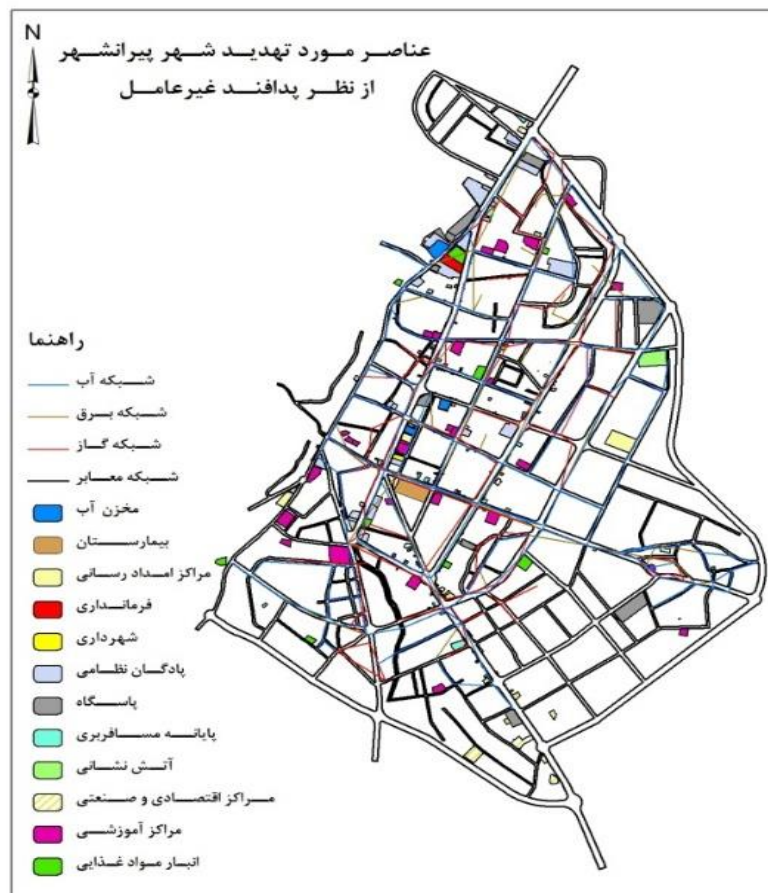 N
عناصر مورد تهدید شهر پیرانشهر
از نظر پدافند غیرعامل
راهنما
شبکه آب
شبکه برق
شبکه گاز
شبکه معابر
مخزن آب
بیمارستان
مراکز امداد رسانی
فرمانداری
شهرداری
پادگان نظامی
پاسگاه
پایانه مسافربری
آتش نشانی
مراکز اقتصادی و صنعتی
مراکز آموزشی
انبار مواد غذایی